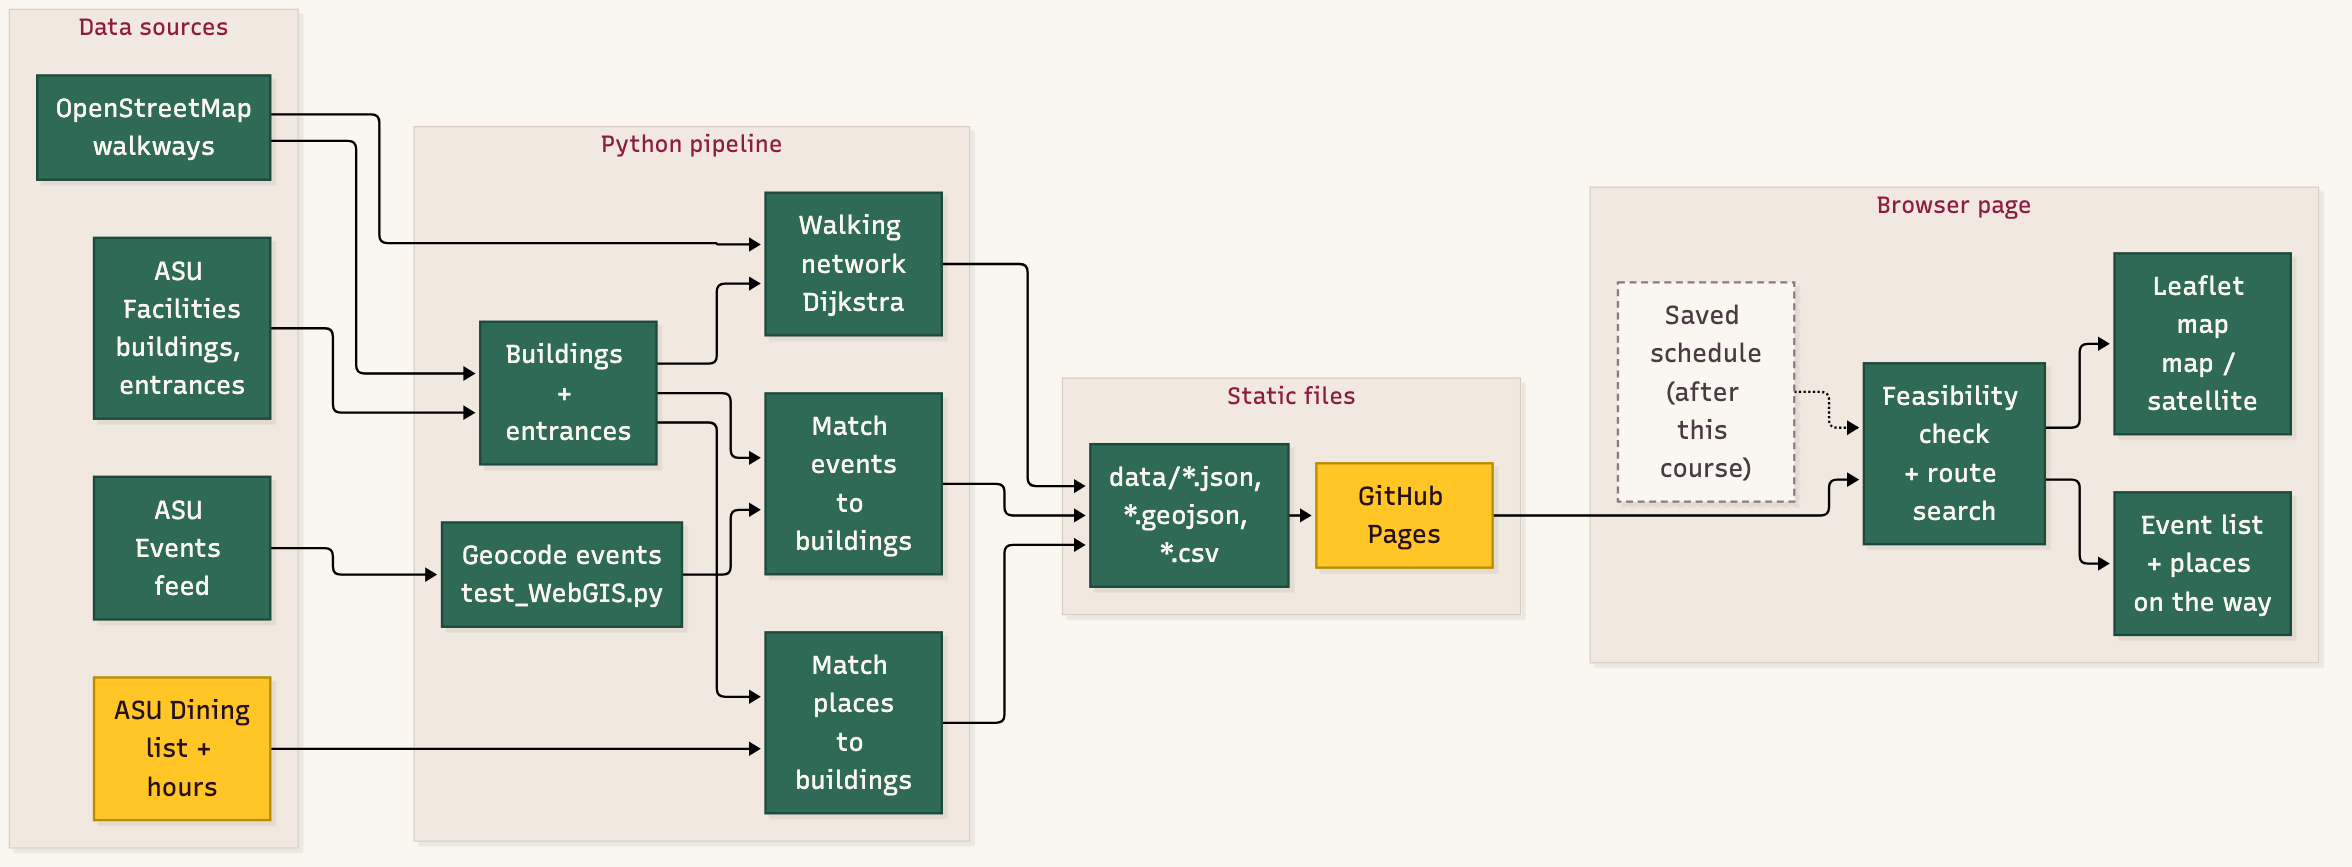 Data sources
OpenStreetMap
walkways
ASU
Facilities
buildings,
entrances
ASU
Events
feed
ASU Dining
list +
hours
Python pipeline
Buildings
+
entrances
Geocode events
test_WebGIS.py
Walking
network
Dijkstra
Match
events
to
buildings
Match
places
to
buildings
Static files
data/*.json,
*.geojson,
*.csv
GitHub
Pages
Browser page
Saved
schedule
(after
this
course)
Feasibility
check
+ route
search
Leaflet
map
map /
satellite
Event list
+ places
on the way